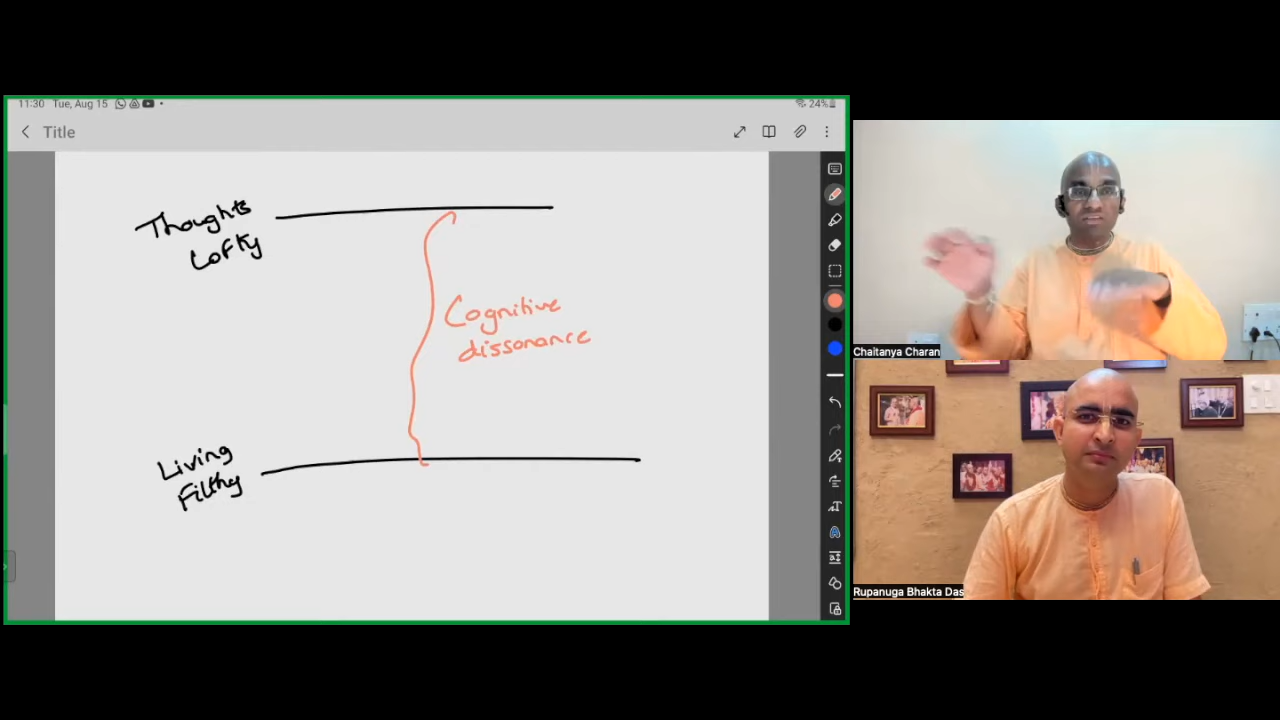 11:30 Tue, Aug 15
24%
Title
Thoughts
Lofty
Cognitive
dissonance
Living
Filthy
Chaitanya Charan
Rupanuga Bhakta Das